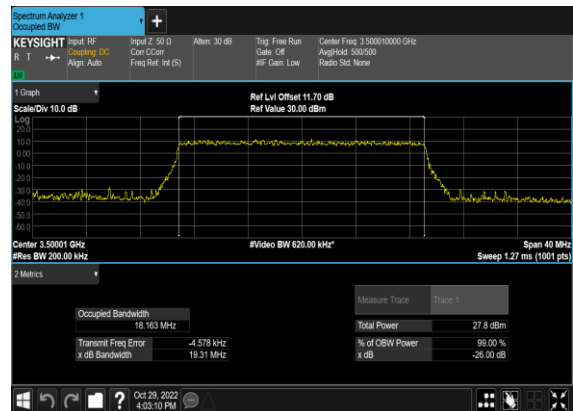 Spectrum Analyzer 1
Occupied BW
+
KEYSIGHT Input: RF Input Z: 50 Ω Atten: 30 dB Trig: Free Run Center Freq: 3.500010000 GHz
R T Coupling: DC Corr CCorr Gate: Off Avg|Hold: 500/500
Align: Auto Freq Ref: Int (S) #IF Gain: Low Radio Std: None
LW
1 Graph Ref Lvl Offset 11.70 dB
Scale/Div 10.0 dB Ref Value 30.00 dBm
Log
20.0
10.0
0.00
-10.0
-20.0
-30.0
-40.0
-50.0
-60.0
Center 3.50001 GHz #Video BW 620.00 kHz* Span 40 MHz
#Res BW 200.00 kHz Sweep 1.27 ms (1001 pts)
2 Metrics
Measure Trace Trace 1
Occupied Bandwidth
18.163 MHz Total Power 27.8 dBm
Transmit Freq Error -4.578 kHz % of OBW Power 99.00 %
x dB Bandwidth 19.31 MHz x dB -26.00 dB
? Oct 29, 2022
4:03:10 PM